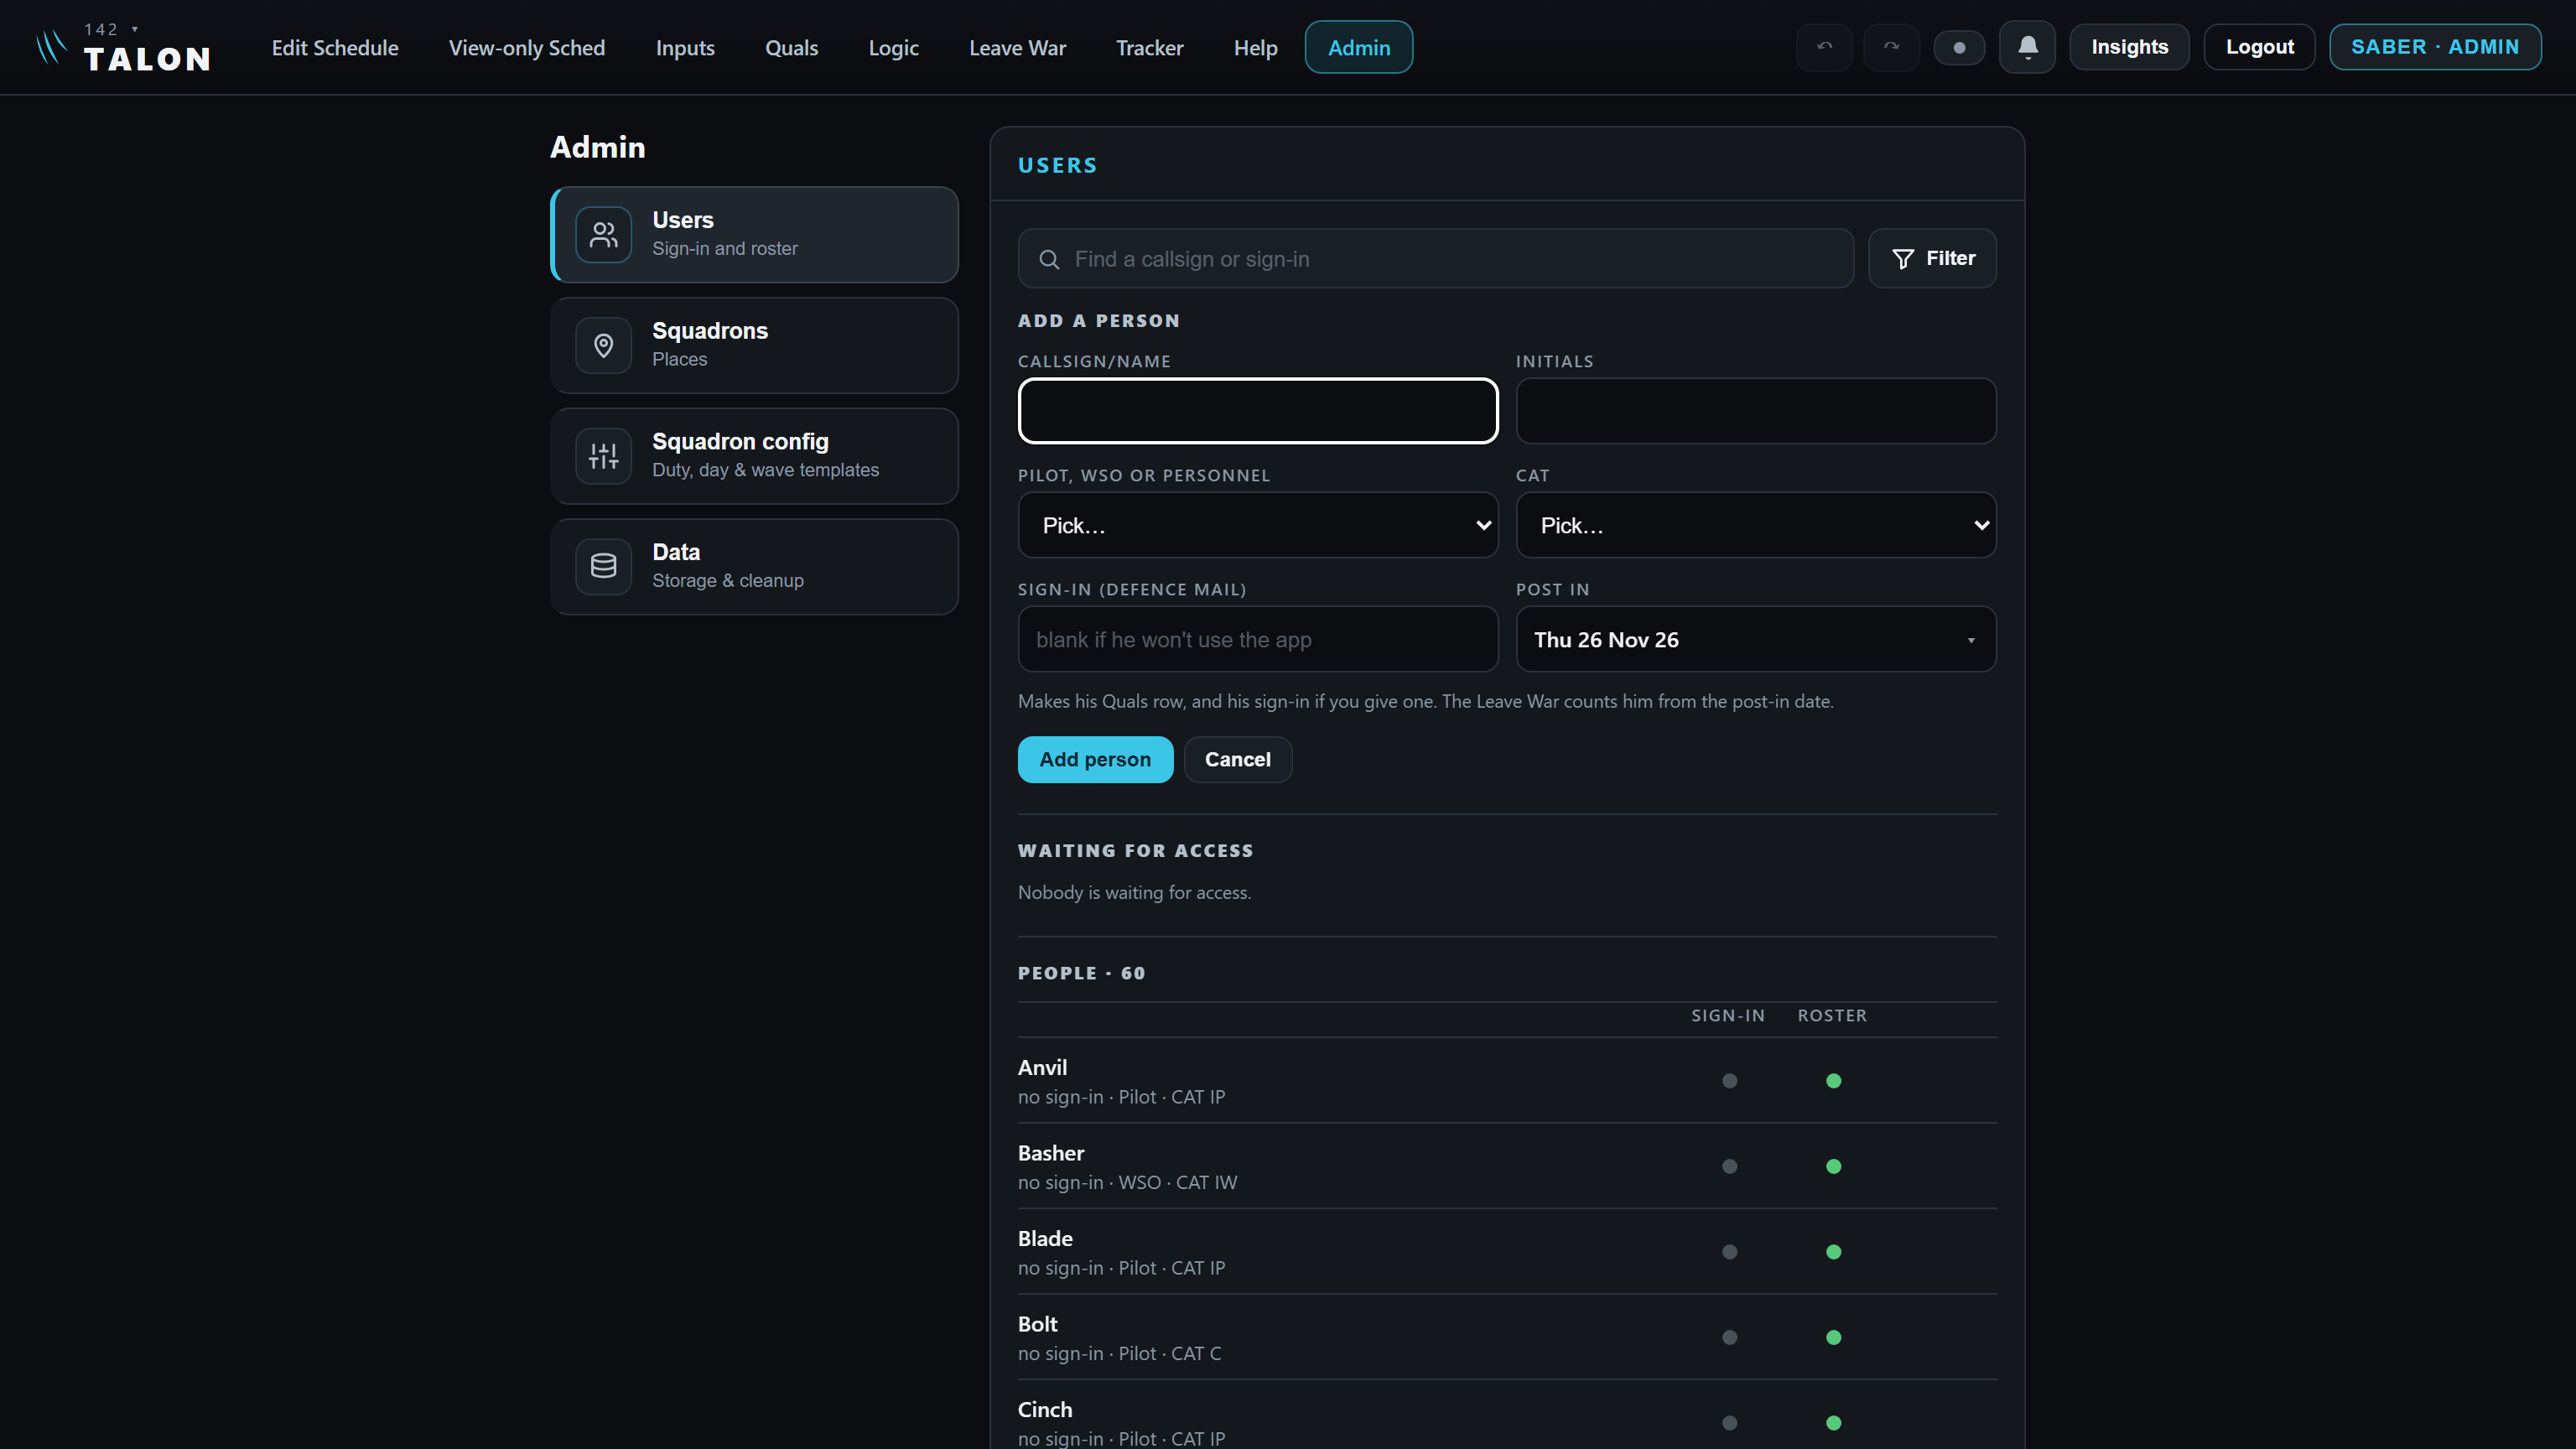 142 ▾
TALON
Edit Schedule
View-only Sched
Inputs
Quals
Logic
Leave War
Tracker
Help
Admin
Insights
Logout
SABER · ADMIN
Admin
Users
Sign-in and roster
Squadrons
Places
Squadron config
Duty, day & wave templates
Data
Storage & cleanup
USERS
Find a callsign or sign-in
Filter
ADD A PERSON
CALLSIGN/NAME
INITIALS
PILOT, WSO OR PERSONNEL
CAT
Pick...
Pick...
SIGN-IN (DEFENCE MAIL)
POST IN
blank if he won't use the app
Thu 26 Nov 26
Makes his Quals row, and his sign-in if you give one. The Leave War counts him from the post-in date.
Add person
Cancel
WAITING FOR ACCESS
Nobody is waiting for access.
PEOPLE · 60
SIGN-IN
ROSTER
Anvil
no sign-in · Pilot · CAT IP
Basher
no sign-in · WSO · CAT IW
Blade
no sign-in · Pilot · CAT IP
Bolt
no sign-in · Pilot · CAT C
Cinch
no sign-in · Pilot · CAT IP